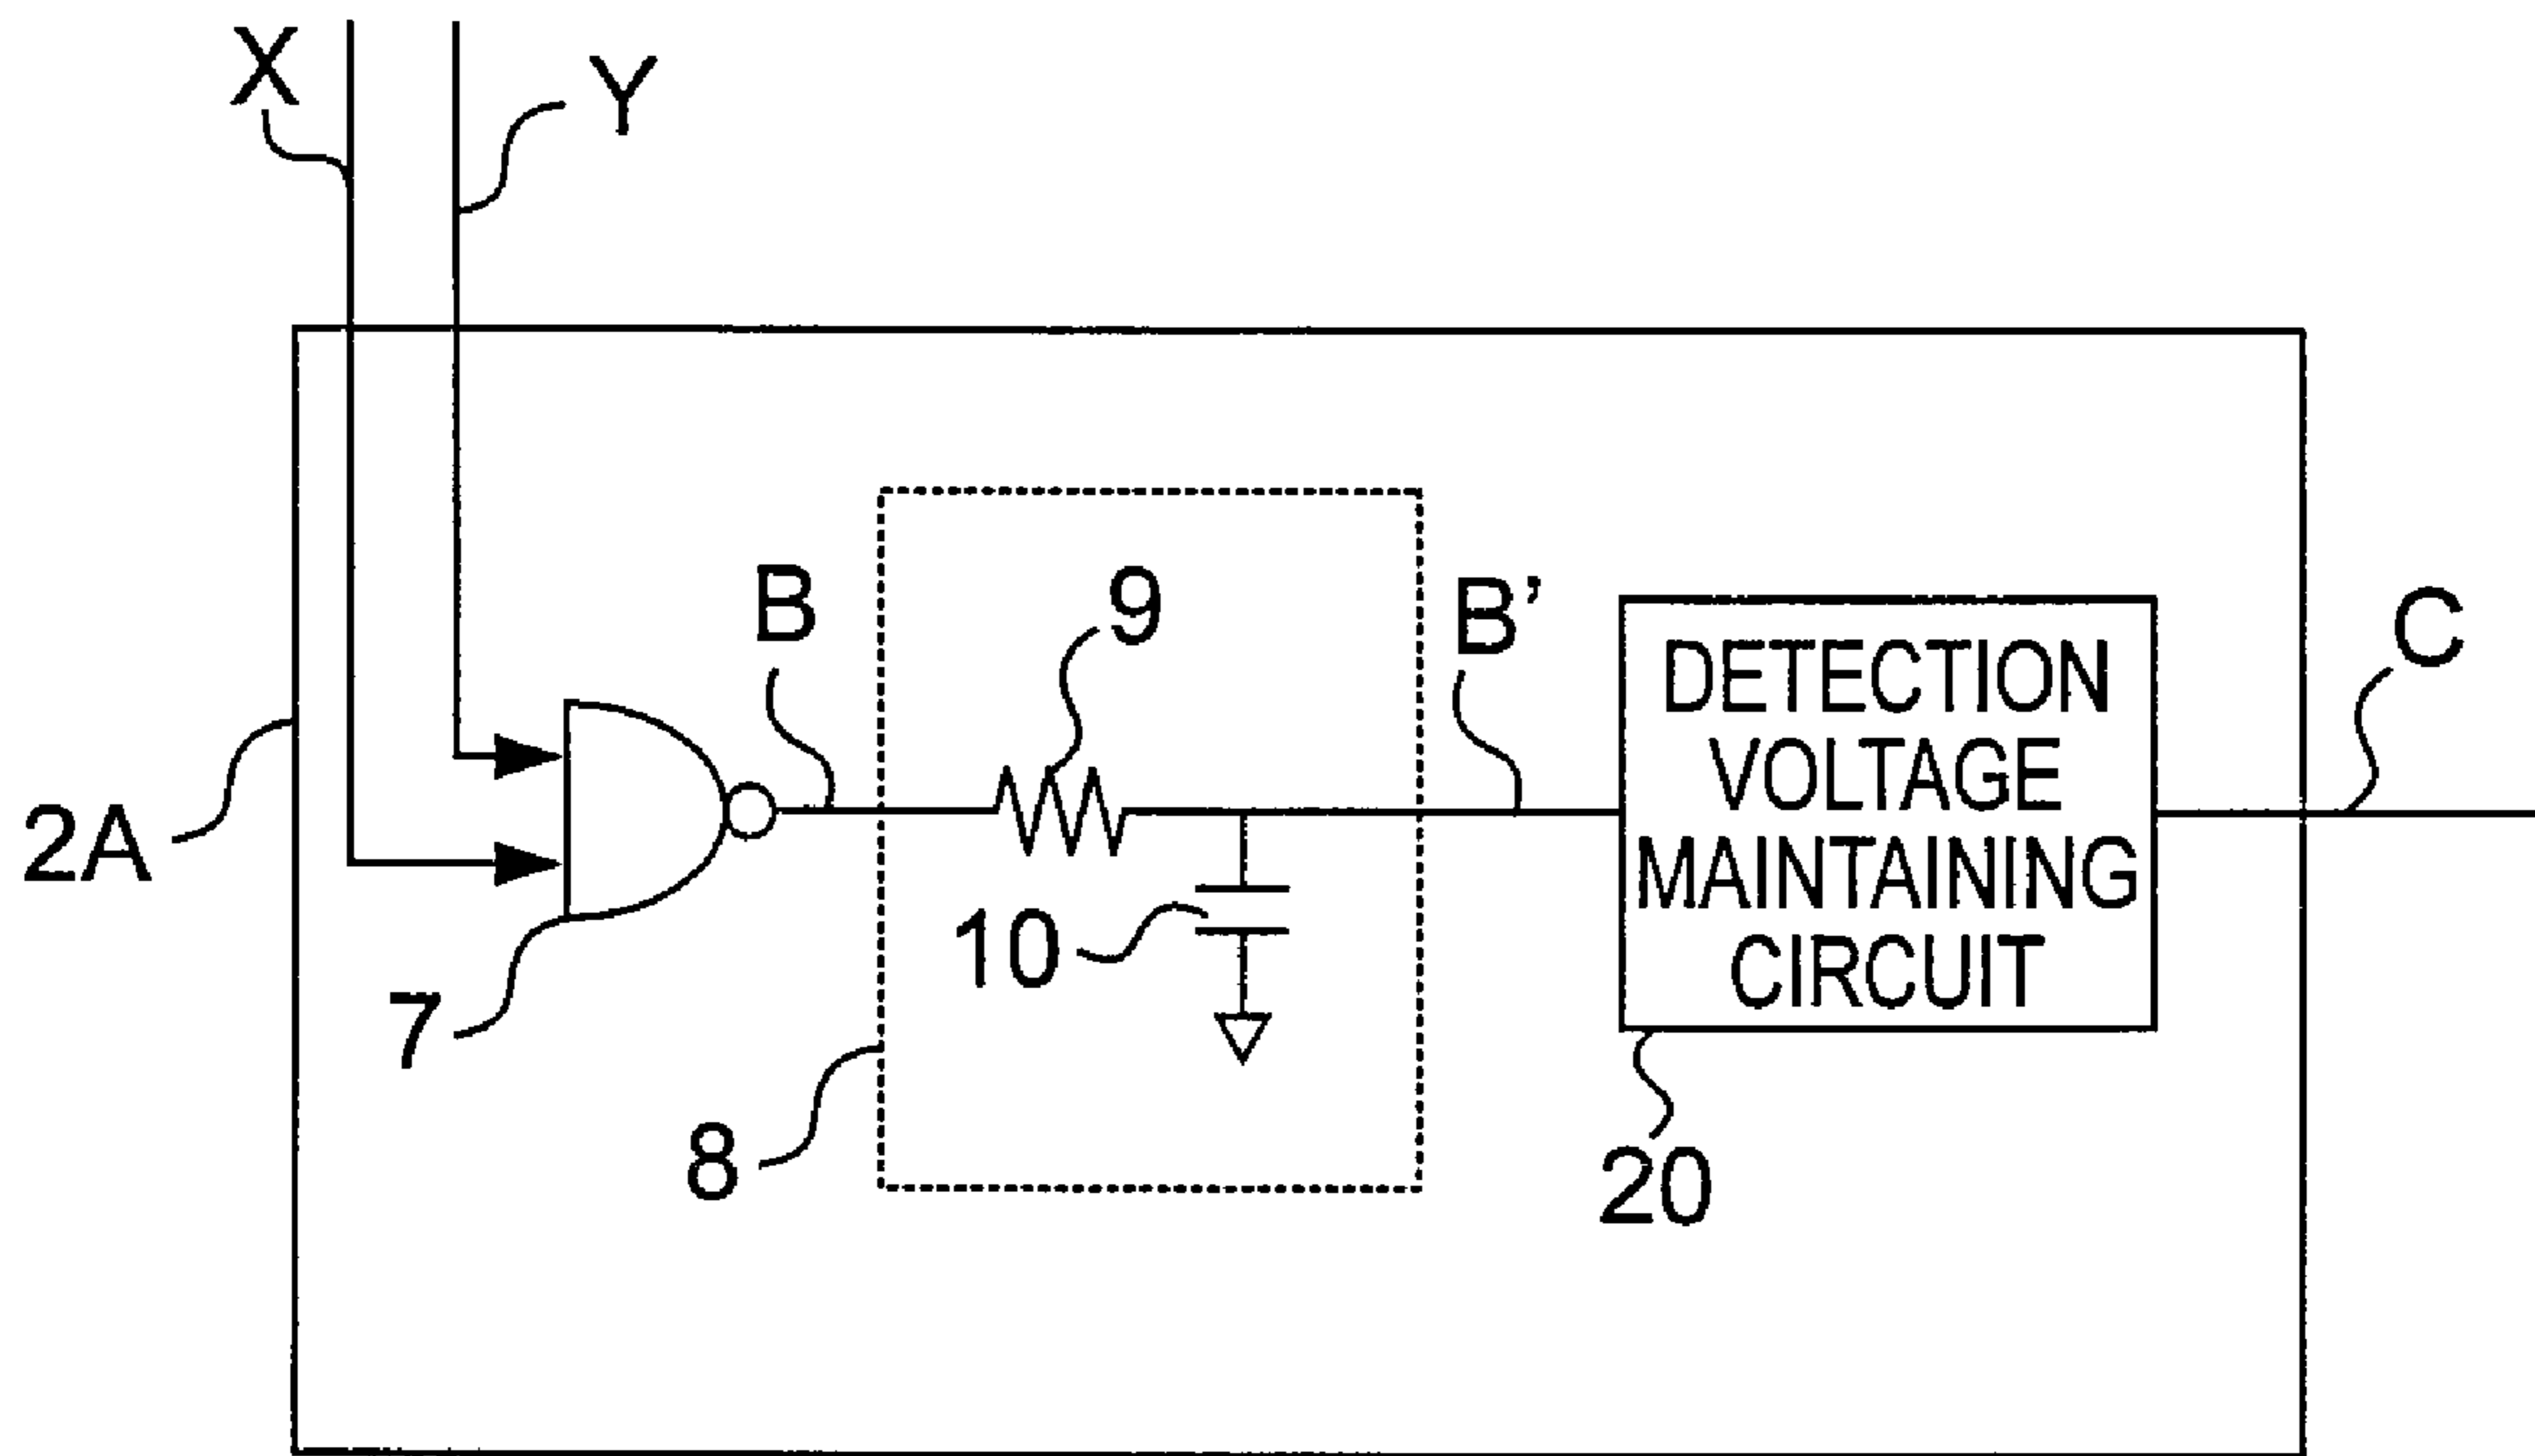 X
Y
B
9
B’
DETECTION
VOLTAGE
MAINTAINING
CIRCUIT
C
2A
10
7
8
20